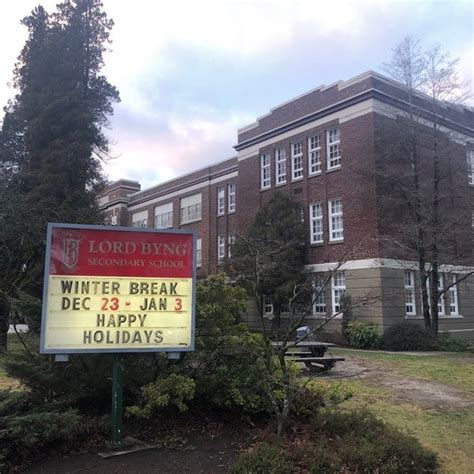 LORD BYNG
SECONDARY SCHOOL
WINTER BREAK
DEC 23 - JAN 3
HAPPY
HOLIDAYS